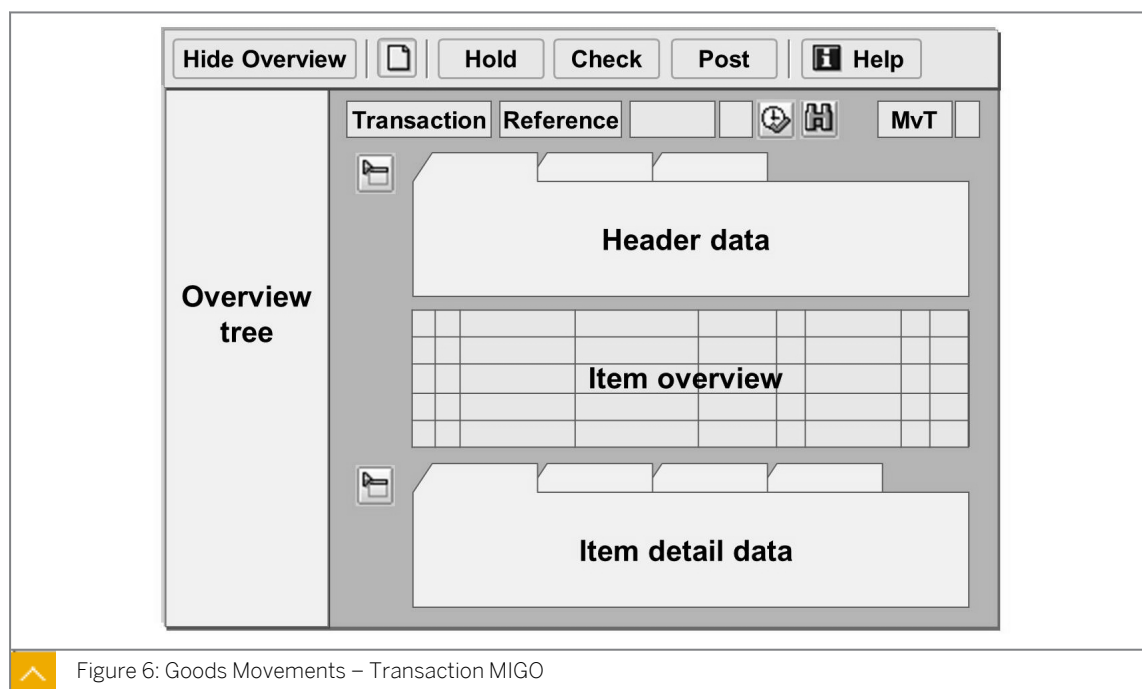 Hide Overview Hold Check Post Help
Transaction Reference MvT
Header data
Overview
tree
Item overview
Item detail data
Figure 6: Goods Movements – Transaction MIGO